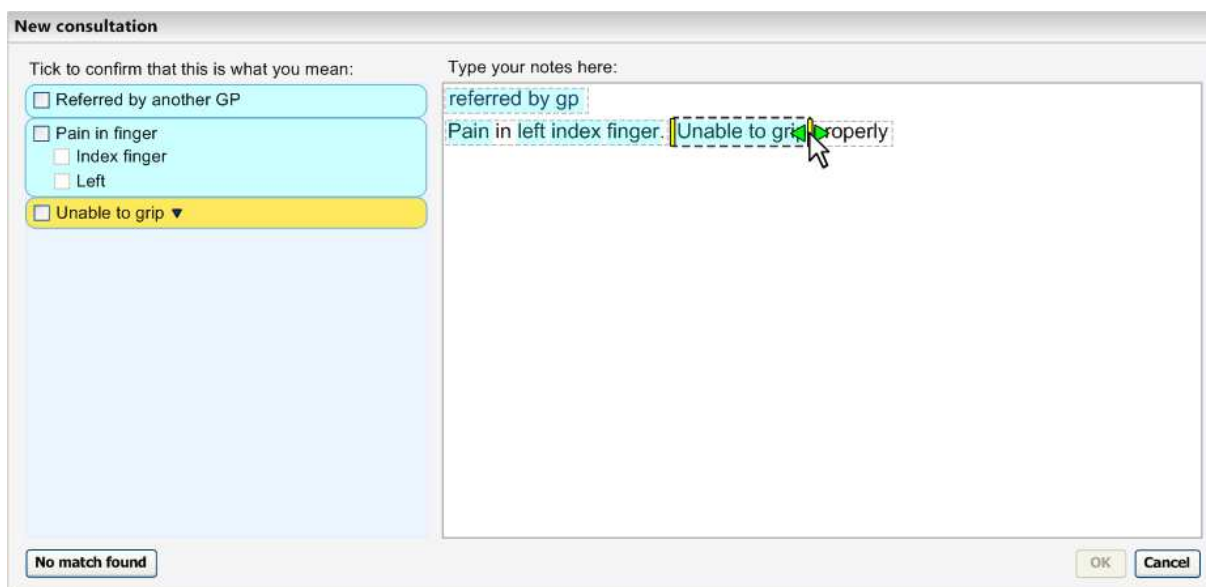 New consultation
Tick to confirm that this is what you mean:
Referred by another GP
Pain in finger
Index finger
Left
Unable to grip
No match found
Type your notes here:
referred by gp
Pain in left index finger. Unable to grip properly
OK
Cancel